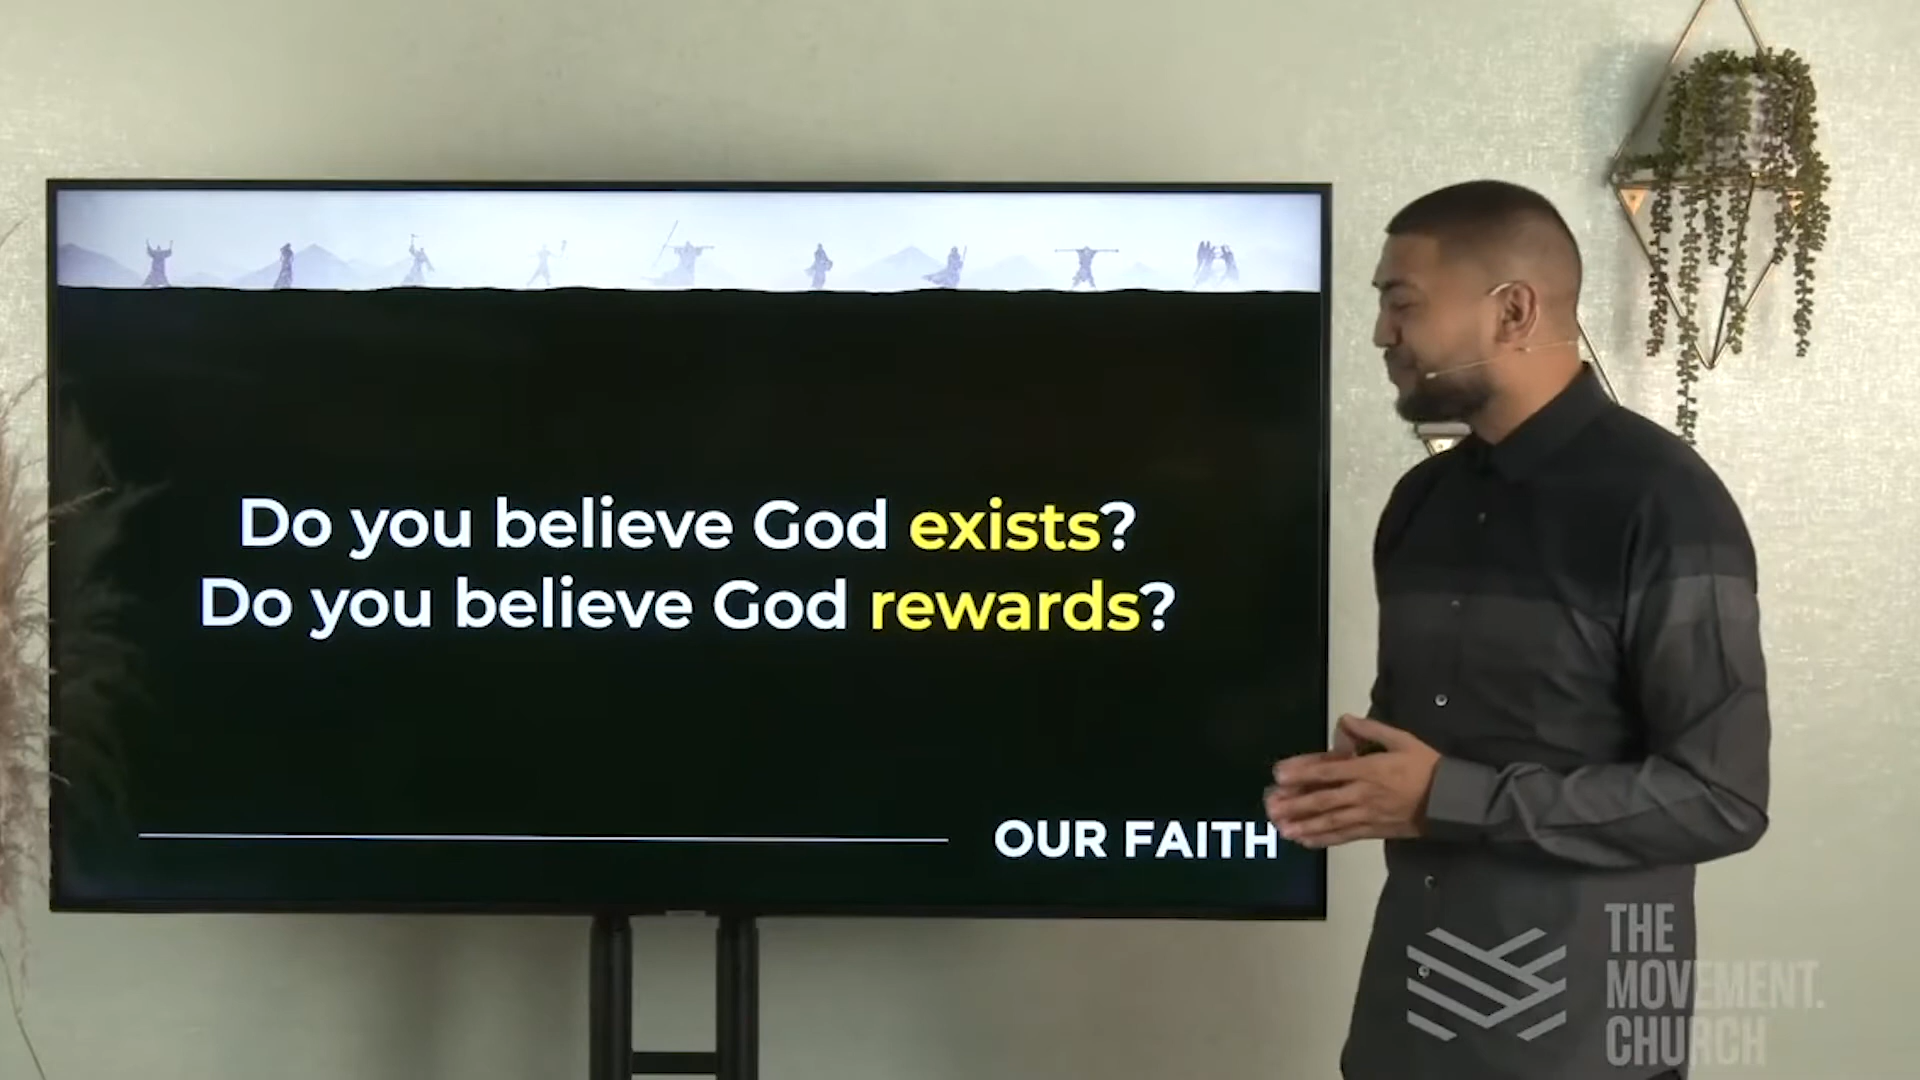 Do you believe God exists?
Do you believe God rewards?
OUR FAITH
THE
MOVEMENT.
CHURCH